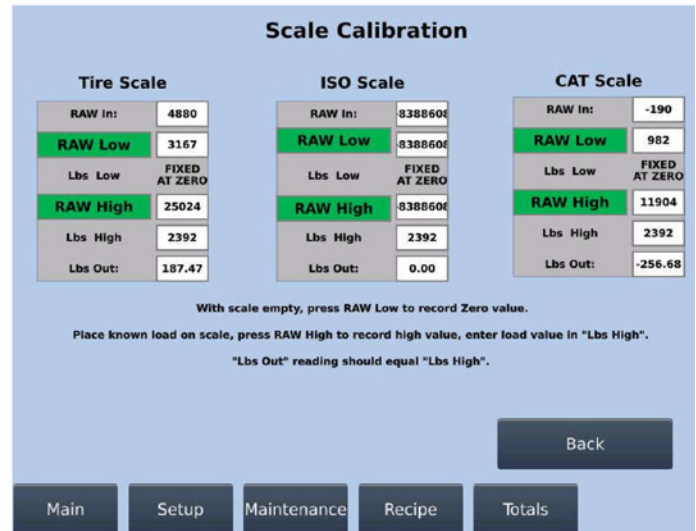 Scale Calibration
Tire Scale
RAW In: 4880
RAW Low 3167
Lbs Low FIXED AT ZERO
RAW High 25024
Lbs High 2392
Lbs Out: 187.47
ISO Scale
RAW In: -8388608
RAW Low -8388608
Lbs Low FIXED AT ZERO
RAW High -8388608
Lbs High 2392
Lbs Out: 0.00
CAT Scale
RAW In: -190
RAW Low 982
Lbs Low FIXED AT ZERO
RAW High 11904
Lbs High 2392
Lbs Out: -256.68
With scale empty, press RAW Low to record Zero value.
Place known load on scale, press RAW High to record high value, enter load value in "Lbs High".
"Lbs Out" reading should equal "Lbs High".
Back
Main Setup Maintenance Recipe Totals